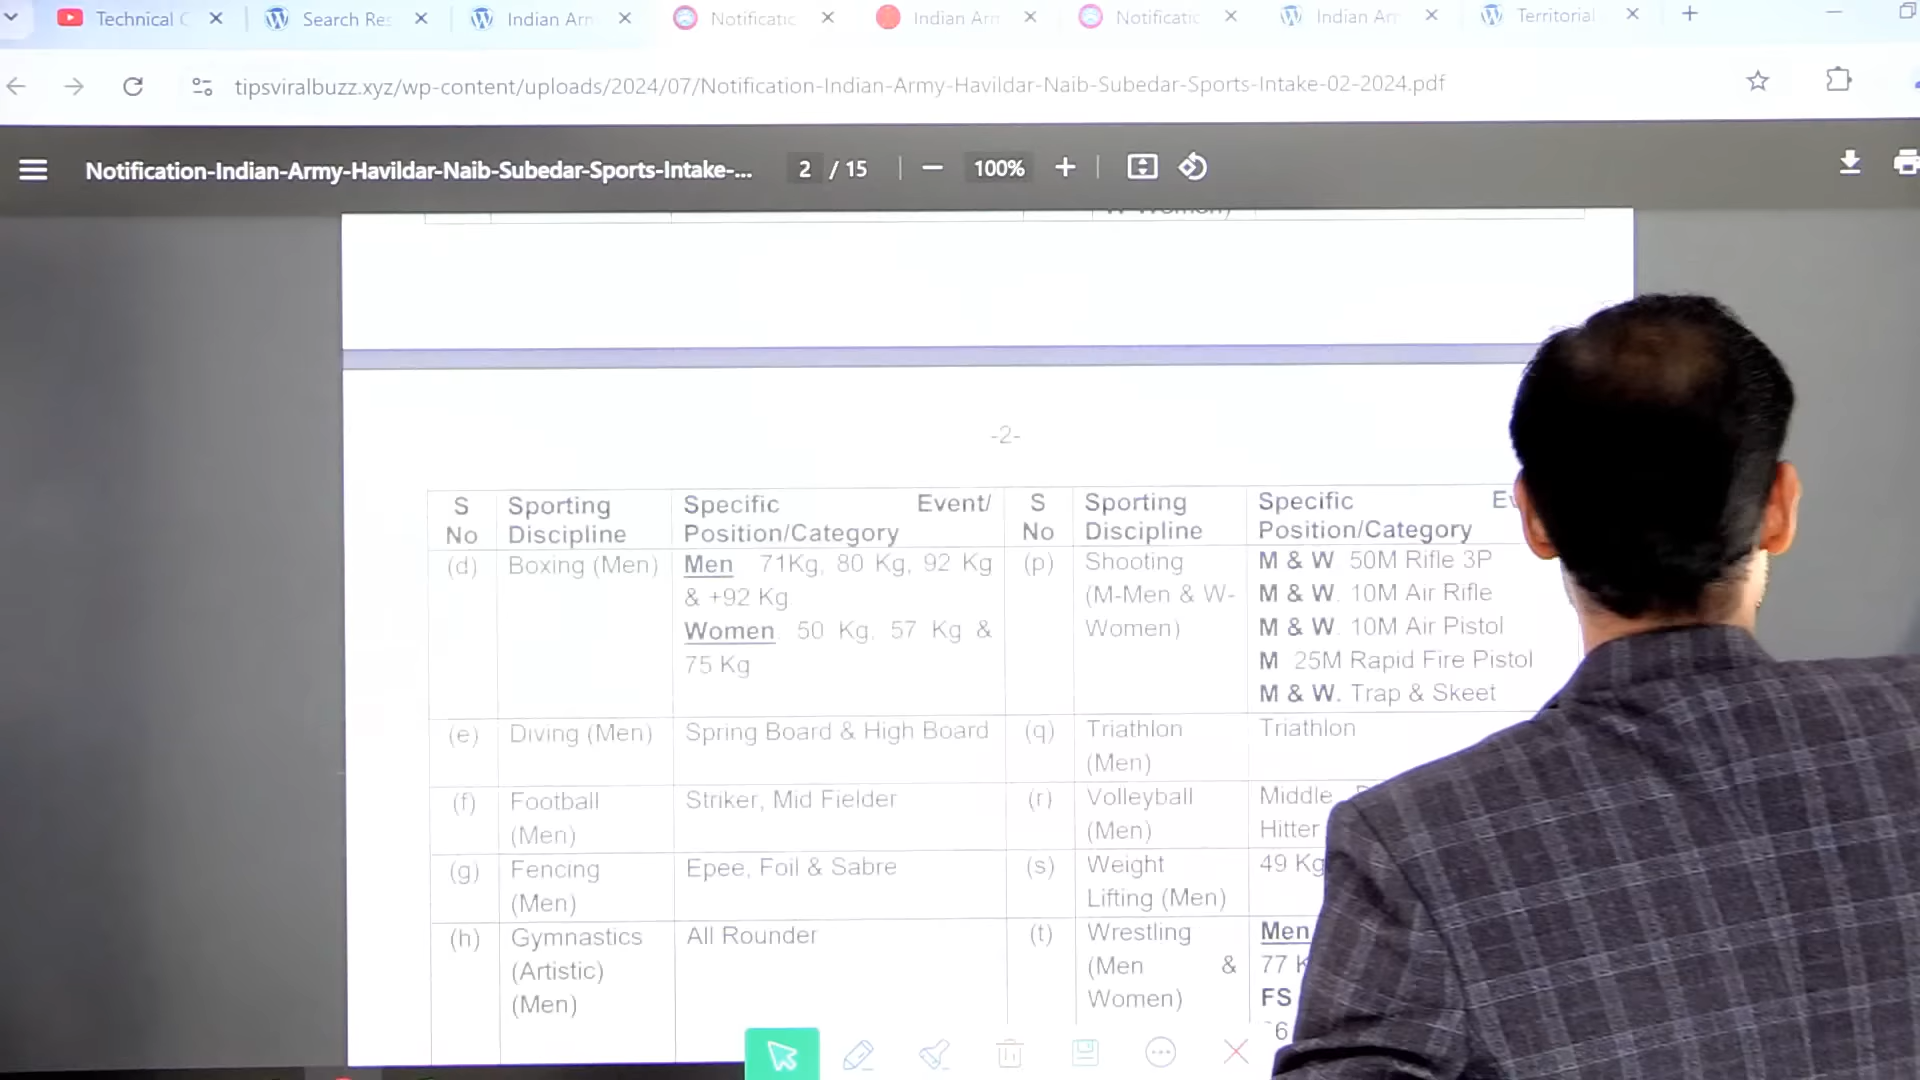 Technical C
Search Res
Indian Arm
Notificatic
Indian Arm
Notificatic
Indian Arm
Territorial
tipsviralbuzz.xyz/wp-content/uploads/2024/07/Notification-Indian-Army-Havildar-Naib-Subedar-Sports-Intake-02-2024.pdf
Notification-Indian-Army-Havildar-Naib-Subedar-Sports-Intake-... 2 / 15 100%
-2-
S No
Sporting Discipline
Specific Event/ Position/Category
S No
Sporting Discipline
Specific Position/Category
(d)
Boxing (Men)
Men 71Kg, 80 Kg, 92 Kg
& +92 Kg
Women 50 Kg, 57 Kg &
75 Kg
(p)
Shooting
(M-Men & W-
Women)
M & W. 50M Rifle 3P
M & W. 10M Air Rifle
M & W. 10M Air Pistol
M 25M Rapid Fire Pistol
M & W. Trap & Skeet
(e)
Diving (Men)
Spring Board & High Board
(q)
Triathlon
(Men)
Triathlon
(f)
Football
(Men)
Striker, Mid Fielder
(r)
Volleyball
(Men)
Middle
Hitter
(g)
Fencing
(Men)
Epee, Foil & Sabre
(s)
Weight
Lifting (Men)
49 Kg
(h)
Gymnastics
(Artistic)
(Men)
All Rounder
(t)
Wrestling
(Men &
Women)
Men
77
FS